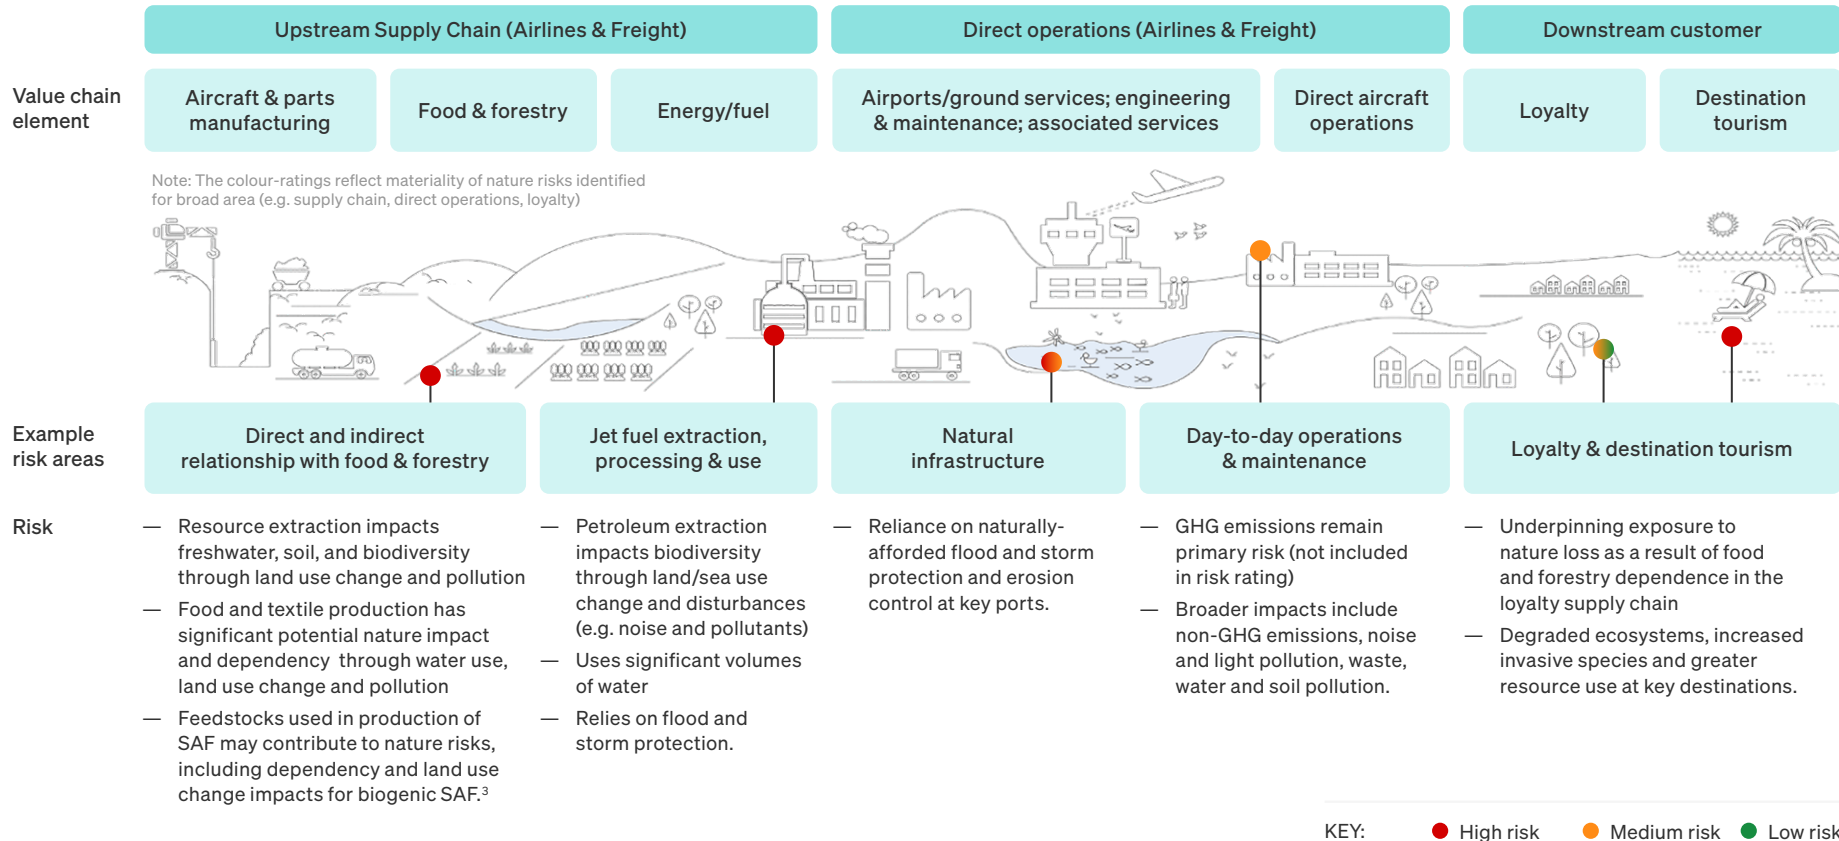 Upstream Supply Chain (Airlines & Freight)
Direct operations (Airlines & Freight)
Downstream customer
Value chain
element
Aircraft & parts
manufacturing
Food & forestry
Energy/fuel
Airports/ground services; engineering
& maintenance; associated services
Direct aircraft
operations
Loyalty
Destination
tourism
Note: The colour-ratings reflect materiality of nature risks identified
for broad area (e.g. supply chain, direct operations, loyalty)
Example
risk areas
Direct and indirect
relationship with food & forestry
Jet fuel extraction,
processing & use
Natural
infrastructure
Day-to-day operations
& maintenance
Loyalty & destination tourism
Risk
— Resource extraction impacts
freshwater, soil, and biodiversity
through land use change and pollution
— Food and textile production has
significant potential nature impact
and dependency through water use,
land use change and pollution
— Feedstocks used in production of
SAF may contribute to nature risks,
including dependency and land use
change impacts for biogenic SAF.³
— Petroleum extraction
impacts biodiversity
through land/sea use
change and disturbances
(e.g. noise and pollutants)
— Uses significant volumes
of water
— Relies on flood and
storm protection.
— Reliance on naturally-
afforded flood and storm
protection and erosion
control at key ports.
— GHG emissions remain
primary risk (not included
in risk rating)
— Broader impacts include
non-GHG emissions, noise
and light pollution, waste,
water and soil pollution.
— Underpinning exposure to
nature loss as a result of food
and forestry dependence in the
loyalty supply chain
— Degraded ecosystems, increased
invasive species and greater
resource use at key destinations.
KEY:
High risk
Medium risk
Low risk